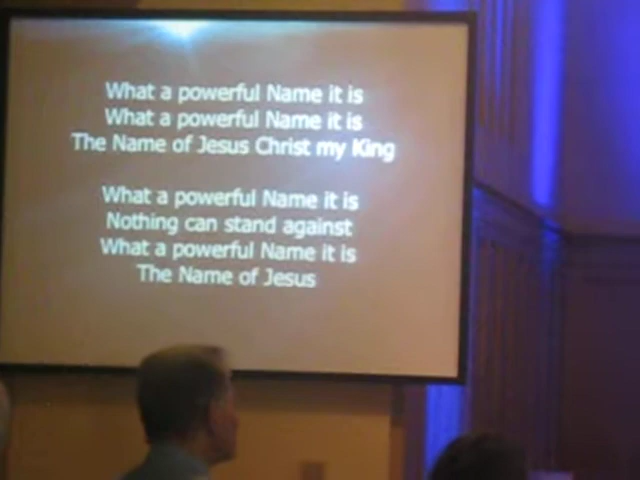 What a powerful Name it is
What a powerful Name it is
The Name of Jesus Christ my King
What a powerful Name it is
Nothing can stand against
What a powerful Name it is
The Name of Jesus